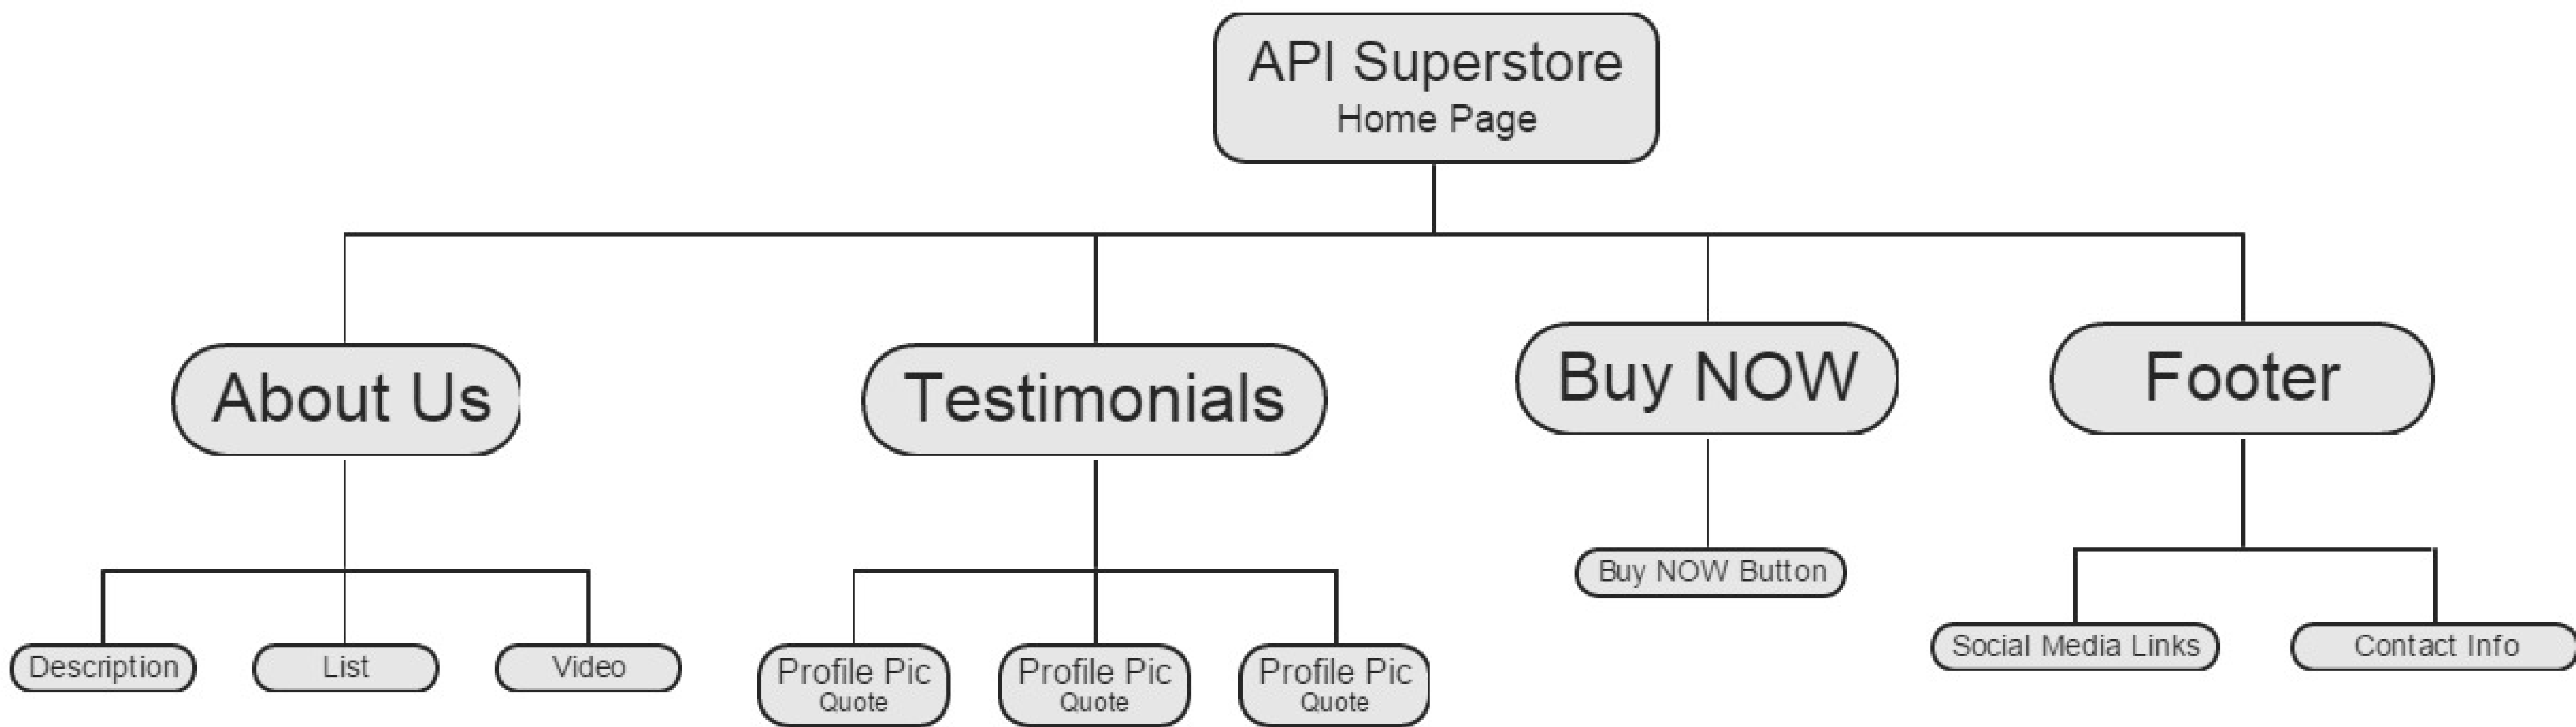 API Superstore
Home Page
About Us
Testimonials
Buy NOW
Footer
Description
List
Video
Profile Pic
Quote
Profile Pic
Quote
Profile Pic
Quote
Buy NOW Button
Social Media Links
Contact Info